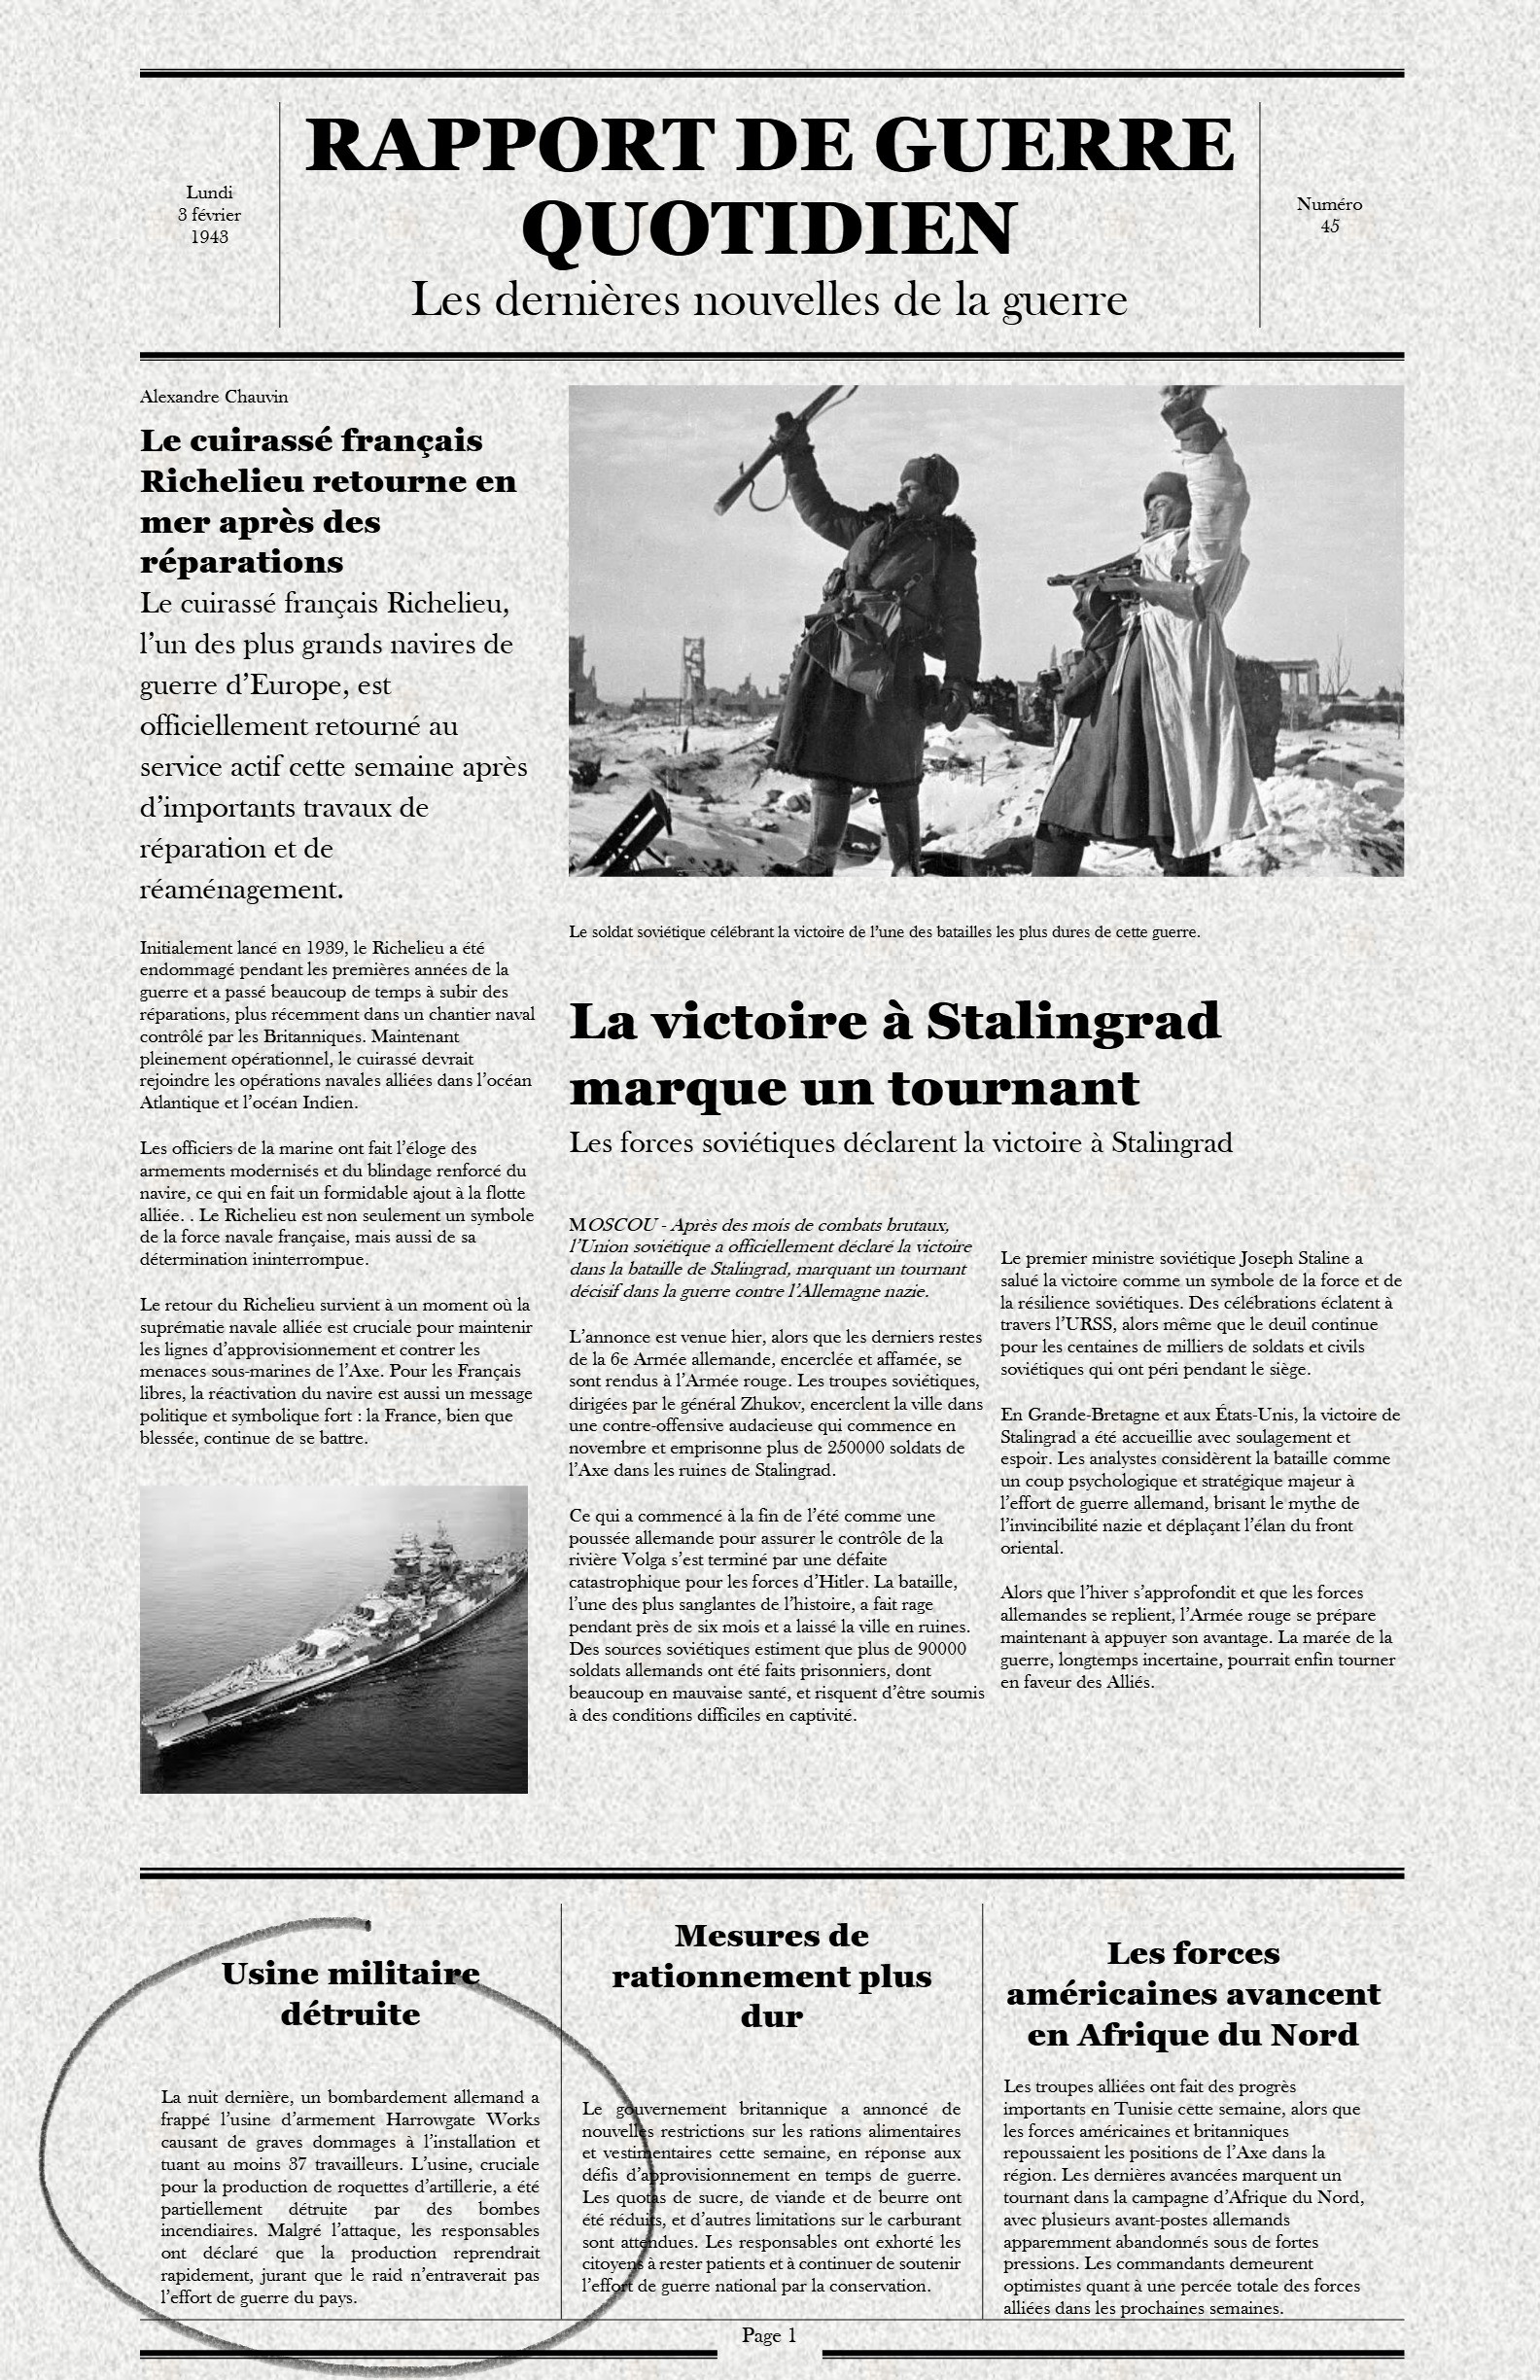 Lundi
3 février
1943
RAPPORT DE GUERRE
QUOTIDIEN
Les dernières nouvelles de la guerre
Numéro
45
Alexandre Chauvin
Le cuirassé français
Richelieu retourne en
mer après des
réparations
Le cuirassé français Richelieu,
l’un des plus grands navires de
guerre d’Europe, est
officiellement retourné au
service actif cette semaine après
d’importants travaux de
réparation et de
réaménagement.
Initialement lancé en 1939, le Richelieu a été
endommagé pendant les premières années de la
guerre et a passé beaucoup de temps à subir des
réparations, plus récemment dans un chantier naval
contrôlé par les Britanniques. Maintenant
pleinement opérationnel, le cuirassé devrait
rejoindre les opérations navales alliées dans l’océan
Atlantique et l’océan Indien.
Les officiers de la marine ont fait l’éloge des
armements modernisés et du blindage renforcé du
navire, ce qui en fait un formidable ajout à la flotte
alliée. . Le Richelieu est non seulement un symbole
de la force navale française, mais aussi de sa
détermination ininterrompue.
Le retour du Richelieu survient à un moment où la
suprématie navale alliée est cruciale pour maintenir
les lignes d’approvisionnement et contrer les
menaces sous-marines de l’Axe. Pour les Français
libres, la réactivation du navire est aussi un message
politique et symbolique fort : la France, bien que
blessée, continue de se battre.
Le soldat soviétique célébrant la victoire de l’une des batailles les plus dures de cette guerre.
La victoire à Stalingrad
marque un tournant
Les forces soviétiques déclarent la victoire à Stalingrad
MOSCOU - Après des mois de combats brutaux,
l’Union soviétique a officiellement déclaré la victoire
dans la bataille de Stalingrad, marquant un tournant
décisif dans la guerre contre l’Allemagne nazie.
L’annonce est venue hier, alors que les derniers restes
de la 6e Armée allemande, encerclée et affamée, se
sont rendus à l’Armée rouge. Les troupes soviétiques,
dirigées par le général Zhukov, encerclent la ville dans
une contre-offensive audacieuse qui commence en
novembre et emprisonne plus de 250000 soldats de
l’Axe dans les ruines de Stalingrad.
Ce qui a commencé à la fin de l’été comme une
poussée allemande pour assurer le contrôle de la
rivière Volga s’est terminé par une défaite
catastrophique pour les forces d’Hitler. La bataille,
l’une des plus sanglantes de l’histoire, a fait rage
pendant près de six mois et a laissé la ville en ruines.
Des sources soviétiques estiment que plus de 90000
soldats allemands ont été faits prisonniers, dont
beaucoup en mauvaise santé, et risquent d’être soumis
à des conditions difficiles en captivité.
Le premier ministre soviétique Joseph Staline a
salué la victoire comme un symbole de la force et de
la résilience soviétiques. Des célébrations éclatent à
travers l’URSS, alors même que le deuil continue
pour les centaines de milliers de soldats et civils
soviétiques qui ont péri pendant le siège.
En Grande-Bretagne et aux États-Unis, la victoire de
Stalingrad a été accueillie avec soulagement et
espoir. Les analystes considèrent la bataille comme
un coup psychologique et stratégique majeur à
l’effort de guerre allemand, brisant le mythe de
l’invincibilité nazie et déplaçant l’élan du front
oriental.
Alors que l’hiver s’approfondit et que les forces
allemandes se replient, l’Armée rouge se prépare
maintenant à appuyer son avantage. La marée de la
guerre, longtemps incertaine, pourrait enfin tourner
en faveur des Alliés.
Usine militaire
détruite
La nuit dernière, un bombardement allemand a
frappé l’usine d’armement Harrowgate Works
causant de graves dommages à l’installation et
tuant au moins 37 travailleurs. L’usine, cruciale
pour la production de roquettes d’artillerie, a été
partiellement détruite par des bombes
incendiaires. Malgré l’attaque, les responsables
ont déclaré que la production reprendrait
rapidement, jurant que le raid n’entraverait pas
l’effort de guerre du pays.
Mesures de
rationnement plus
dur
Le gouvernement britannique a annoncé de
nouvelles restrictions sur les rations alimentaires
et vestimentaires cette semaine, en réponse aux
défis d’approvisionnement en temps de guerre.
Les quotas de sucre, de viande et de beurre ont
été réduits, et d’autres limitations sur le carburant
sont attendues. Les responsables ont exhorté les
citoyens à rester patients et à continuer de soutenir
l’effort de guerre national par la conservation.
Les forces
américaines avancent
en Afrique du Nord
Les troupes alliées ont fait des progrès
importants en Tunisie cette semaine, alors que
les forces américaines et britanniques
repoussaient les positions de l’Axe dans la
région. Les dernières avancées marquent un
tournant dans la campagne d’Afrique du Nord,
avec plusieurs avant-postes allemands
apparemment abandonnés sous de fortes
pressions. Les commandants demeurent
optimistes quant à une percée totale des forces
alliées dans les prochaines semaines.
Page 1